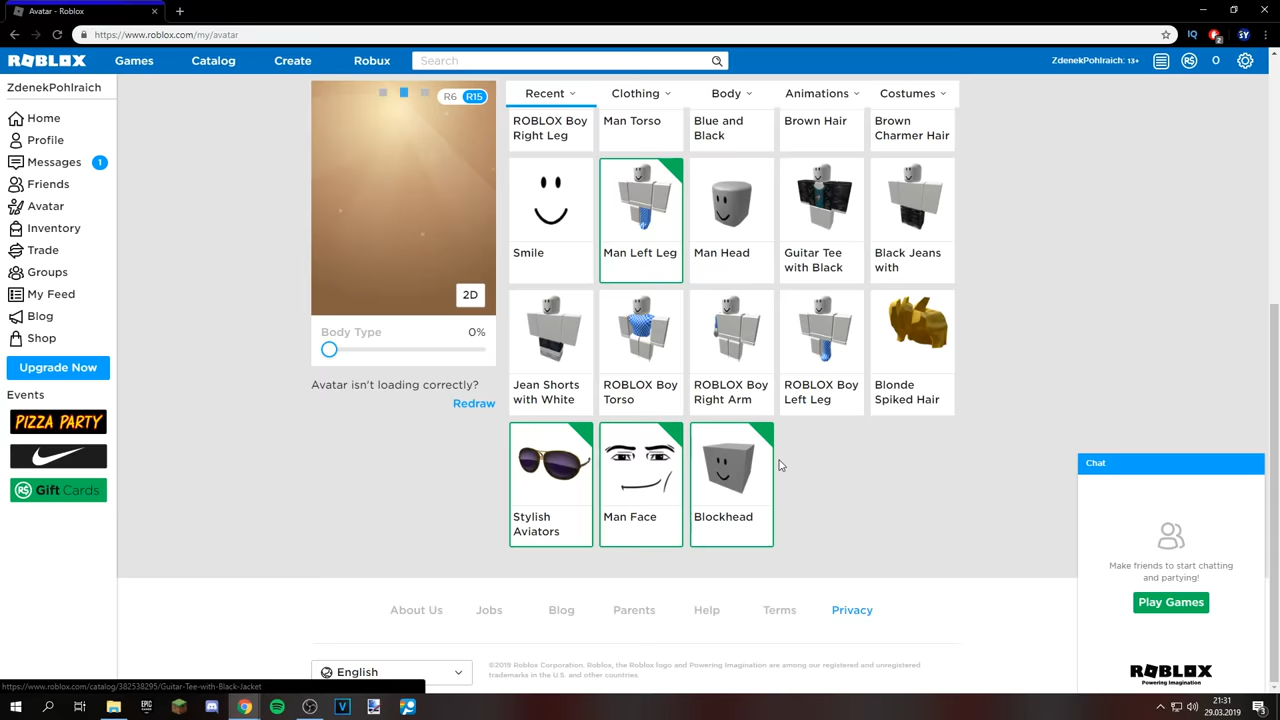 Avatar - Roblox
https://www.roblox.com/my/avatar
ROBLOX
Games
Catalog
Create
Robux
Search
ZdenekPohlraich: 13+
0
ZdenekPohlraich
Home
Profile
Messages
1
Friends
Avatar
Inventory
Trade
Groups
My Feed
Blog
Shop
Upgrade Now
Events
PIZZA PARTY
Gift Cards
R6
R15
2D
Body Type
0%
Avatar isn't loading correctly?
Redraw
Recent
Clothing
Body
Animations
Costumes
ROBLOX Boy
Right Leg
Man Torso
Blue and
Black
Brown Hair
Brown
Charmer Hair
Smile
Man Left Leg
Man Head
Guitar Tee
with Black
Black Jeans
with
Jean Shorts
with White
ROBLOX Boy
Torso
ROBLOX Boy
Right Arm
ROBLOX Boy
Left Leg
Blonde
Spiked Hair
Stylish
Aviators
Man Face
Blockhead
Chat
Make friends to start chatting
and partying!
Play Games
ROBLOX
Powering Imagination
About Us
Jobs
Blog
Parents
Help
Terms
Privacy
English
©2019 Roblox Corporation. Roblox, the Roblox logo and Powering Imagination are among our registered and unregistered
trademarks in the U.S. and other countries.
https://www.roblox.com/catalog/382538295/Guitar-Tee-with-Black-Jacket
EPIC
21:31
29.03.2019